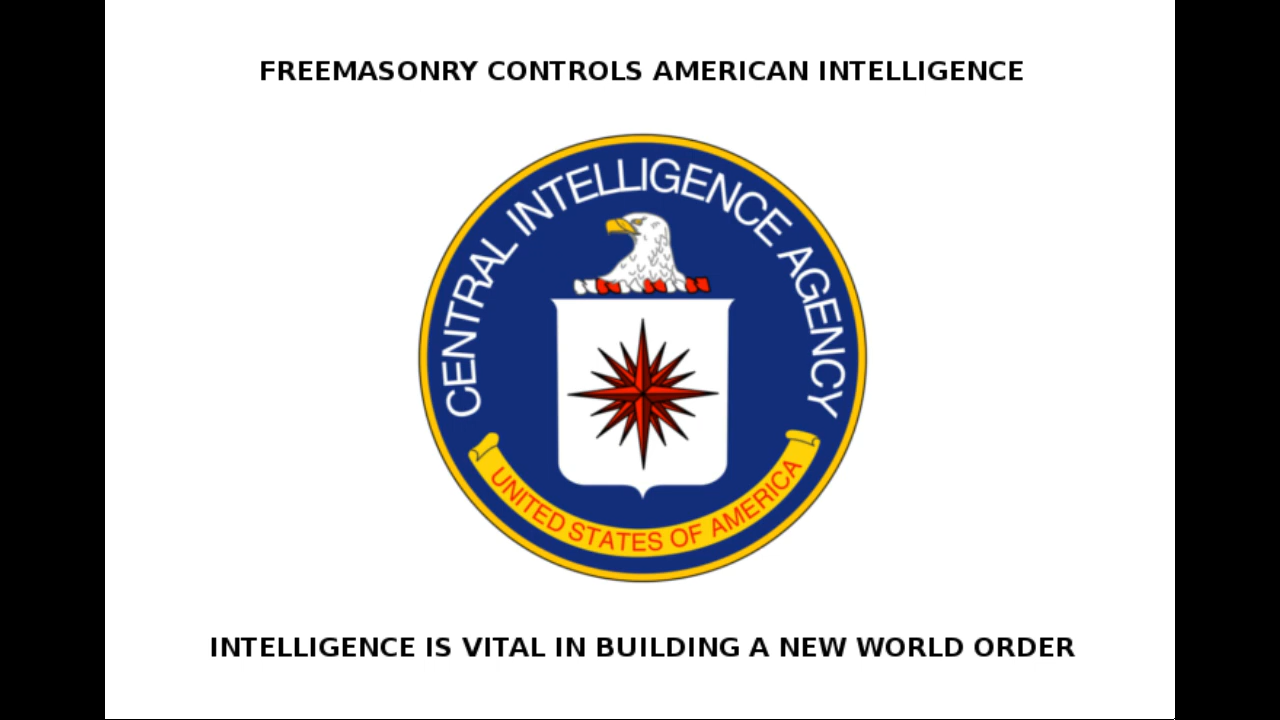 FREEMASONRY CONTROLS AMERICAN INTELLIGENCE
CENTRAL INTELLIGENCE AGENCY
UNITED STATES OF AMERICA
INTELLIGENCE IS VITAL IN BUILDING A NEW WORLD ORDER